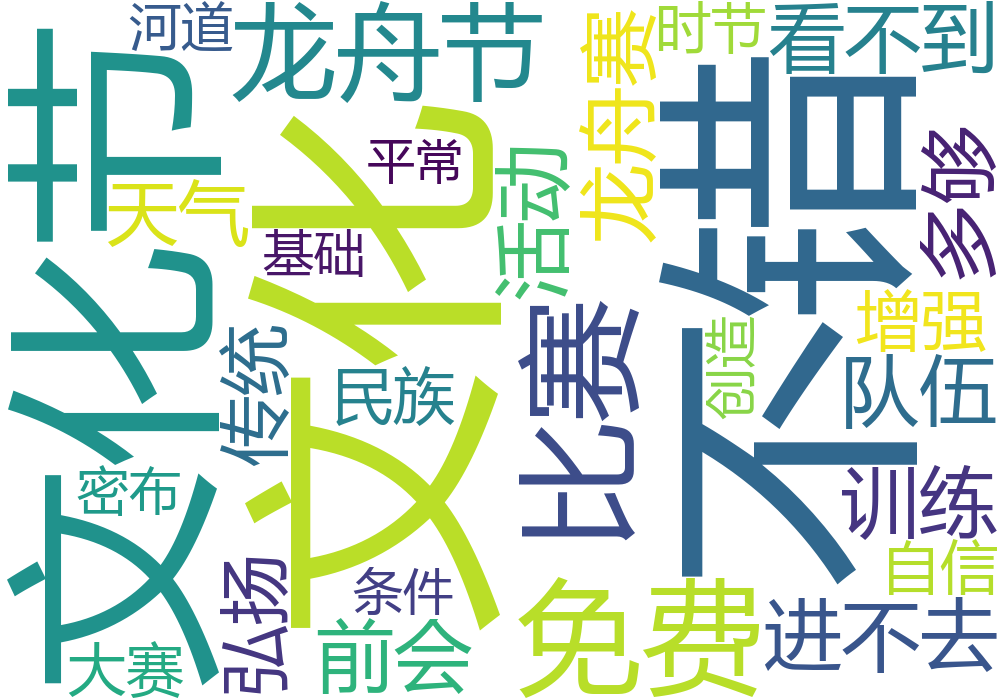 河道
龙舟节
时节
看不到
文化节
天气
文化
平常
基础
活动
龙舟赛
不错
多够
增强
传统
民族
比赛
创造
队伍
密布
训练
弘扬
条件
自信
大赛
前会
免费
进不去